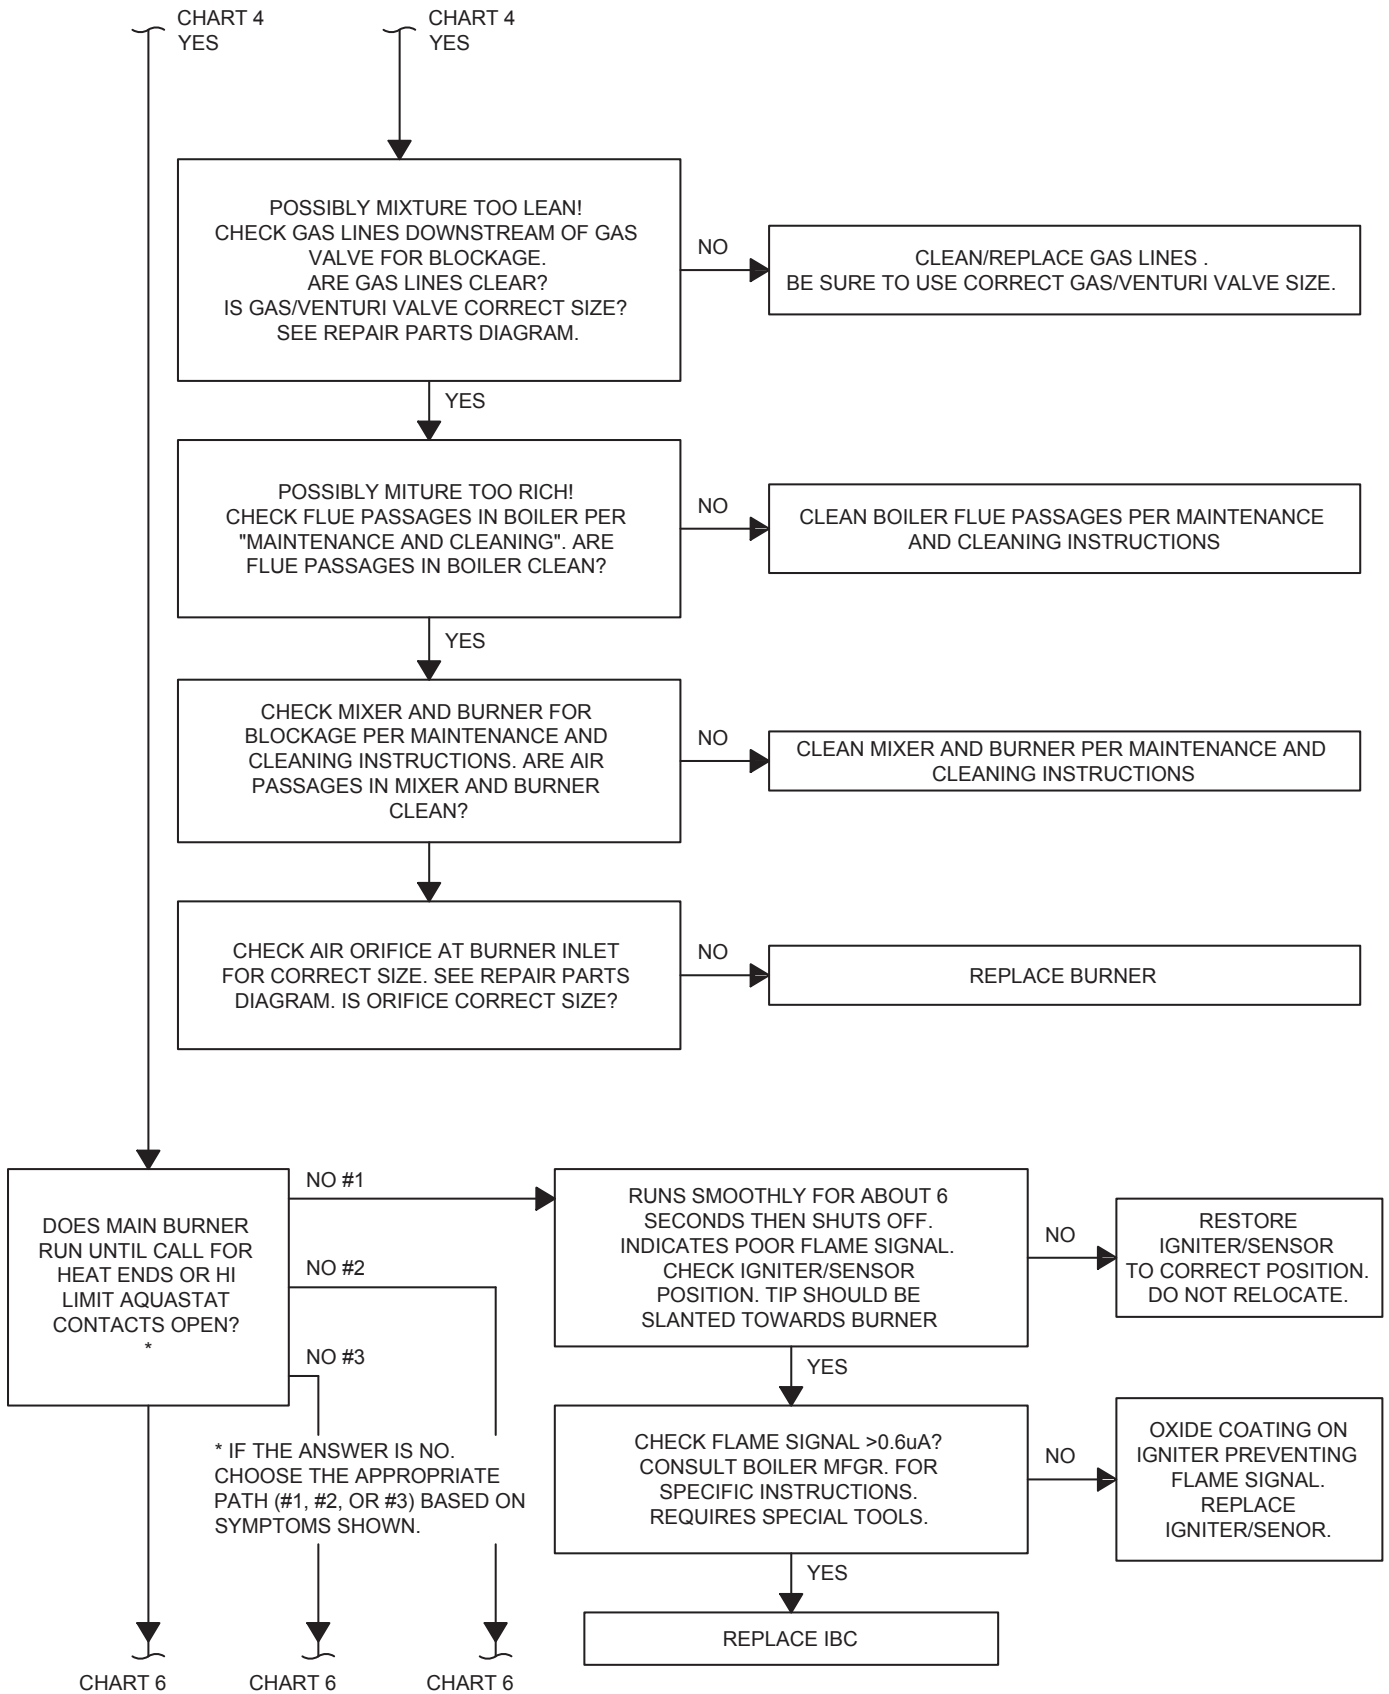 CHART 4
YES
CHART 4
YES
POSSIBLY MIXTURE TOO LEAN!
CHECK GAS LINES DOWNSTREAM OF GAS
VALVE FOR BLOCKAGE.
ARE GAS LINES CLEAR?
IS GAS/VENTURI VALVE CORRECT SIZE?
SEE REPAIR PARTS DIAGRAM.
NO
CLEAN/REPLACE GAS LINES .
BE SURE TO USE CORRECT GAS/VENTURI VALVE SIZE.
YES
POSSIBLY MITURE TOO RICH!
CHECK FLUE PASSAGES IN BOILER PER
"MAINTENANCE AND CLEANING". ARE
FLUE PASSAGES IN BOILER CLEAN?
NO
CLEAN BOILER FLUE PASSAGES PER MAINTENANCE
AND CLEANING INSTRUCTIONS
YES
CHECK MIXER AND BURNER FOR
BLOCKAGE PER MAINTENANCE AND
CLEANING INSTRUCTIONS. ARE AIR
PASSAGES IN MIXER AND BURNER
CLEAN?
NO
CLEAN MIXER AND BURNER PER MAINTENANCE AND
CLEANING INSTRUCTIONS
CHECK AIR ORIFICE AT BURNER INLET
FOR CORRECT SIZE. SEE REPAIR PARTS
DIAGRAM. IS ORIFICE CORRECT SIZE?
NO
REPLACE BURNER
DOES MAIN BURNER
RUN UNTIL CALL FOR
HEAT ENDS OR HI
LIMIT AQUASTAT
CONTACTS OPEN?
*
NO #1
NO #2
NO #3
RUNS SMOOTHLY FOR ABOUT 6
SECONDS THEN SHUTS OFF.
INDICATES POOR FLAME SIGNAL.
CHECK IGNITER/SENSOR
POSITION. TIP SHOULD BE
SLANTED TOWARDS BURNER
NO
RESTORE
IGNITER/SENSOR
TO CORRECT POSITION.
DO NOT RELOCATE.
YES
* IF THE ANSWER IS NO.
CHOOSE THE APPROPRIATE
PATH (#1, #2, OR #3) BASED ON
SYMPTOMS SHOWN.
CHECK FLAME SIGNAL >0.6uA?
CONSULT BOILER MFGR. FOR
SPECIFIC INSTRUCTIONS.
REQUIRES SPECIAL TOOLS.
NO
OXIDE COATING ON
IGNITER PREVENTING
FLAME SIGNAL.
REPLACE
IGNITER/SENOR.
YES
REPLACE IBC
CHART 6
CHART 6
CHART 6